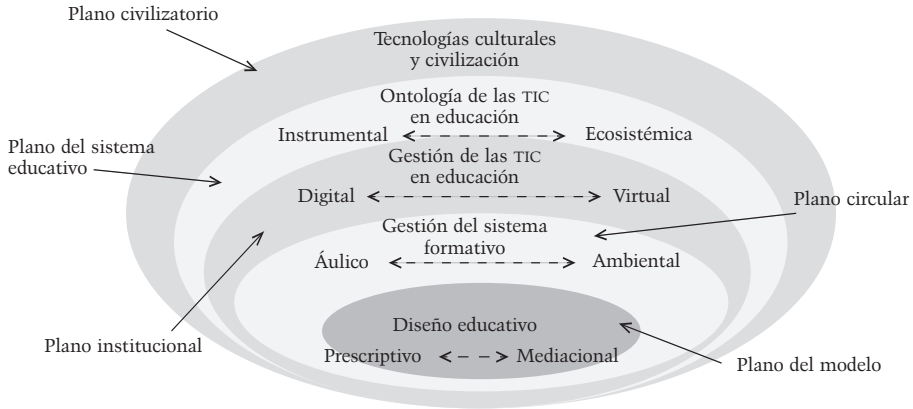 Plano civilizatorio
Tecnologías culturales
y civilización
Ontología de las TIC
en educación
Instrumental
Ecosistémica
Plano del sistema
educativo
Gestión de las TIC
en educación
Digital
Virtual
Plano circular
Gestión del sistema
formativo
Áulico
Ambiental
Diseño educativo
Plano institucional
Prescriptivo
Mediacional
Plano del modelo